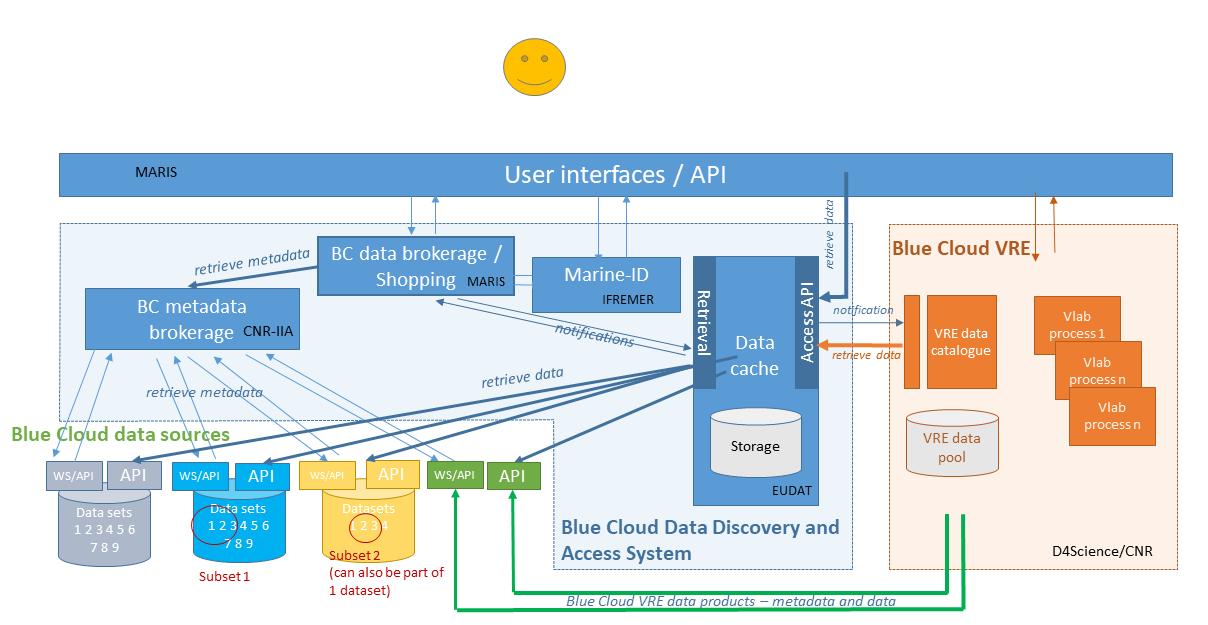 MARIS
User interfaces / API
retrieve data
BC data brokerage /
Shopping
MARIS
retrieve metadata
Marine-ID
IFREMER
BC metadata
brokerage
CNR-IIA
notifications
Retrieval
Data
cache
Access API
Storage
EUDAT
notification
retrieve data
Blue Cloud VRE
VRE data
catalogue
Vlab
process 1
Vlab
process n
Vlab
process n
VRE data
pool
D4Science/CNR
retrieve data
retrieve metadata
Blue Cloud data sources
WS/API
API
WS/API
API
WS/API
API
WS/API
API
Data sets
1 2 3 4 5 6
7 8 9
Data sets
1 2 3 4 5 6
7 8 9
Datasets
1 2 3 4
Subset 1
Subset 2
(can also be part of
1 dataset)
Blue Cloud Data Discovery and
Access System
Blue Cloud VRE data products – metadata and data